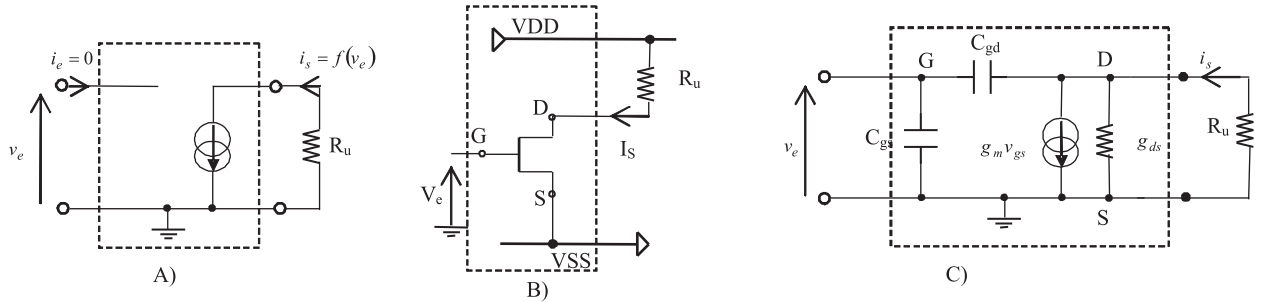 i_e = 0
i_s = f(v_e)
v_e
R_u
A)
VDD
R_u
D
G
I_S
V_e
S
VSS
B)
C_gd
G
D
i_s
C_gs
g_m v_gs
g_ds
R_u
v_e
S
C)